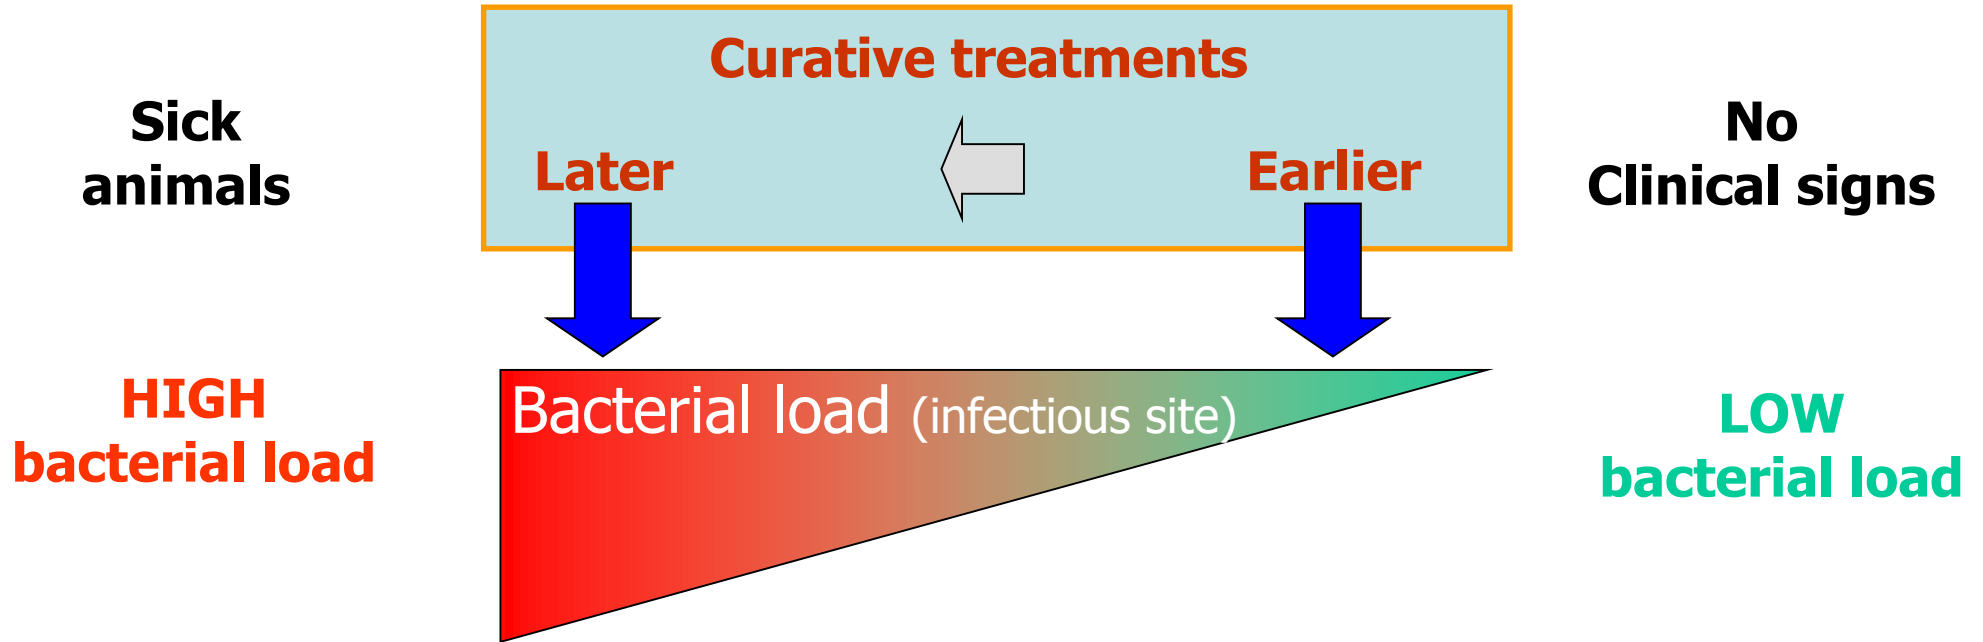 Curative treatments
Sick
animals
Later
Earlier
No
Clinical signs
HIGH
bacterial load
Bacterial load (infectious site)
LOW
bacterial load